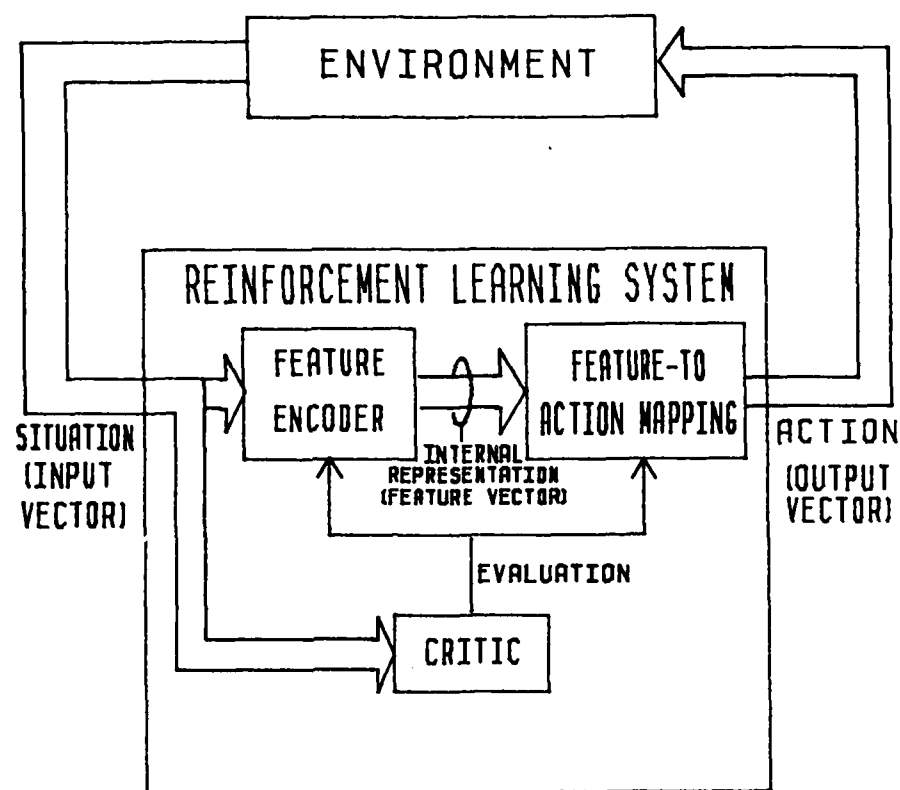 ENVIRONMENT
REINFORCEMENT LEARNING SYSTEM
FEATURE
ENCODER
FEATURE-TO
ACTION MAPPING
SITUATION
(INPUT
VECTOR)
INTERNAL
REPRESENTATION
(FEATURE VECTOR)
ACTION
(OUTPUT
VECTOR)
EVALUATION
CRITIC